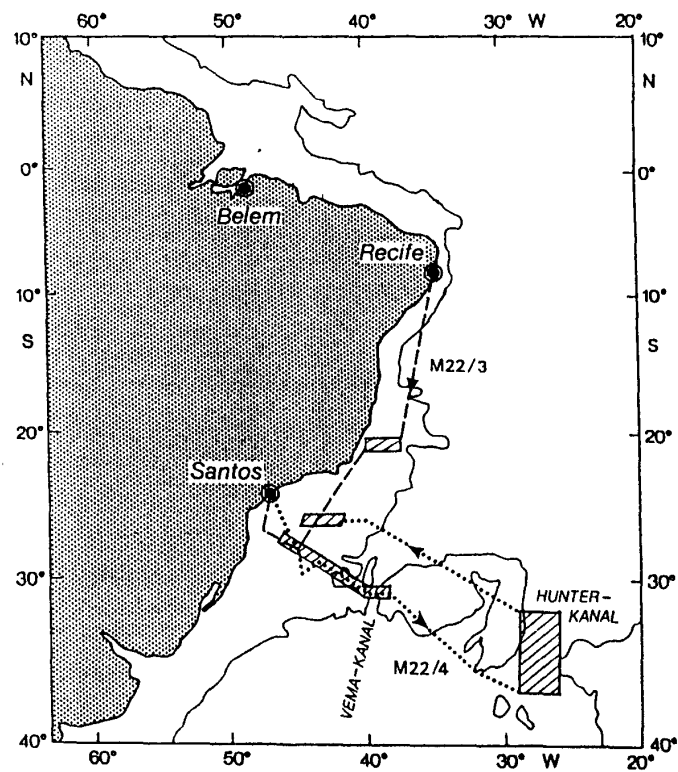 60° 50° 40° 30° W 20°
10° 10°
N N
0° 0°
Belem
Recife
10° 10°
S S
M22/3
20° 20°
Santos
30° 30°
HUNTER-
KANAL
VEMA-KANAL
M22/4
40° 40°
60° 50° 40° 30° W 20°